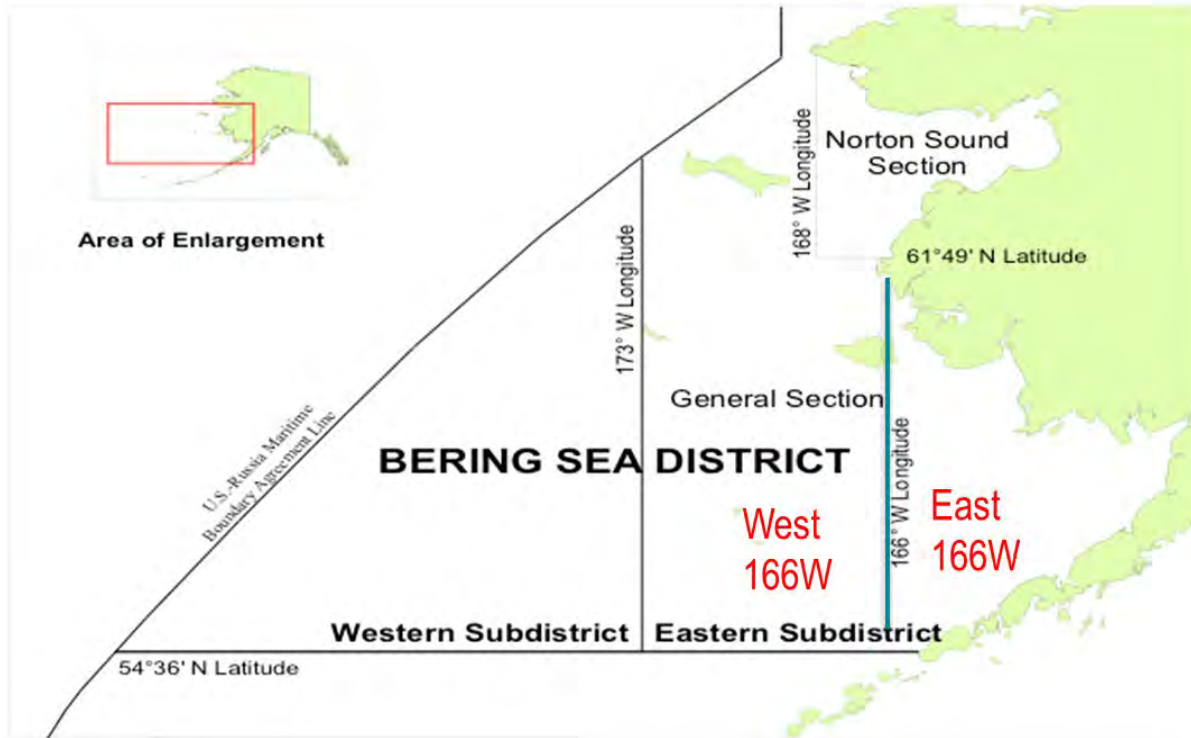 Area of Enlargement
168° W Longitude
Norton Sound
Section
61°49' N Latitude
173° W Longitude
General Section
U.S.-Russia Maritime
Boundary Agreement Line
BERING SEA DISTRICT
166° W Longitude
West
166W
East
166W
Western Subdistrict
Eastern Subdistrict
54°36' N Latitude